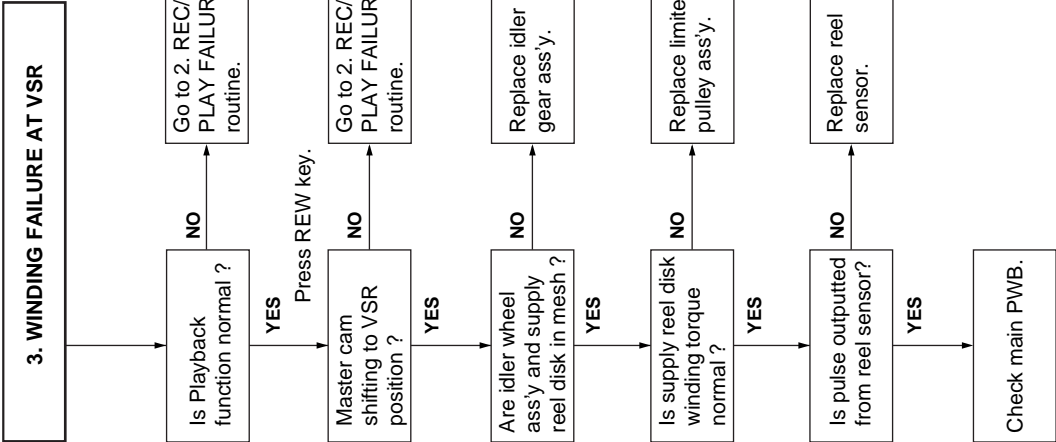 3. WINDING FAILURE AT VSR
Is Playback
function normal ?
NO
Go to 2. REC/
PLAY FAILUR
routine.
YES
Press REW key.
Master cam
shifting to VSR
position ?
NO
Go to 2. REC/
PLAY FAILUR
routine.
YES
Are idler wheel
ass'y and supply
reel disk in mesh ?
NO
Replace idler
gear ass'y.
YES
Is supply reel disk
winding torque
normal ?
NO
Replace limite
pulley ass'y.
YES
Is pulse outputted
from reel sensor?
NO
Replace reel
sensor.
YES
Check main PWB.